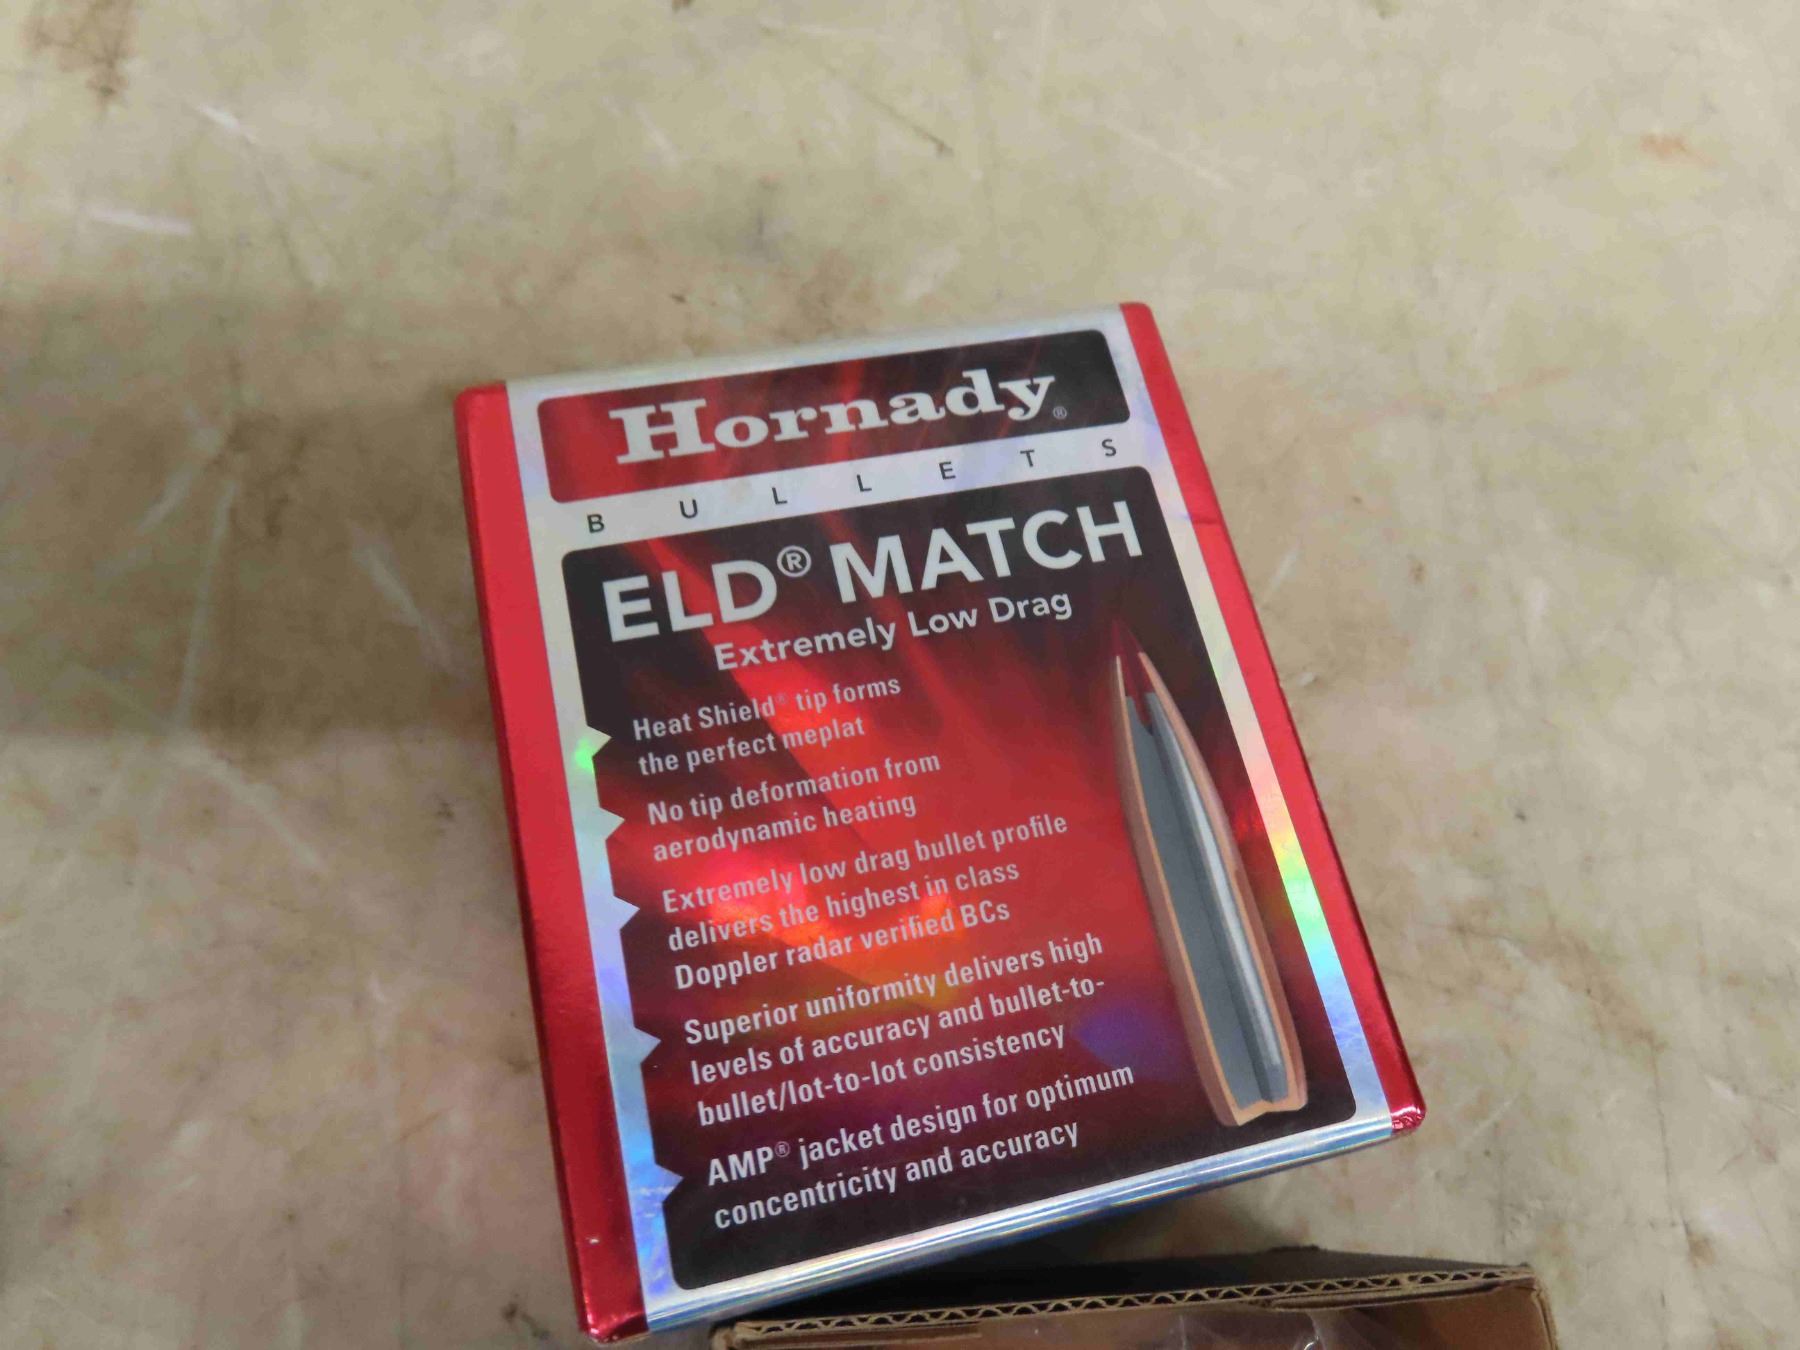 Hornady®
BULLETS
ELD® MATCH
Extremely Low Drag
Heat Shield® tip forms
the perfect meplat
No tip deformation from
aerodynamic heating
Extremely low drag bullet profile
delivers the highest in class
Doppler radar verified BCs
Superior uniformity delivers high
levels of accuracy and bullet-to-
bullet/lot-to-lot consistency
AMP® jacket design for optimum
concentricity and accuracy